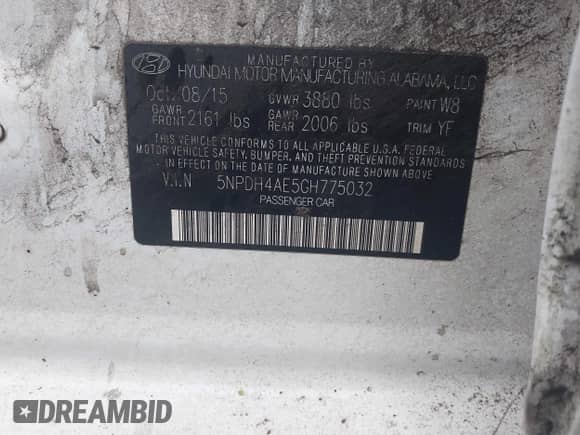 MANUFACTURED BY
HYUNDAI MOTOR MANUFACTURING ALABAMA, LLC
Oct/08/15 GVWR 3880 lbs PAINT W8
GAWR FRONT 2161 lbs GAWR REAR 2006 lbs TRIM YF
THIS VEHICLE CONFORMS TO ALL APPLICABLE U.S.A. FEDERAL
MOTOR VEHICLE SAFETY, BUMPER, AND THEFT PREVENTION STANDARDS
IN EFFECT ON THE DATE OF MANUFACTURE SHOWN ABOVE.
V.I.N 5NPDH4AE5GH775032
PASSENGER CAR
DREAMBID